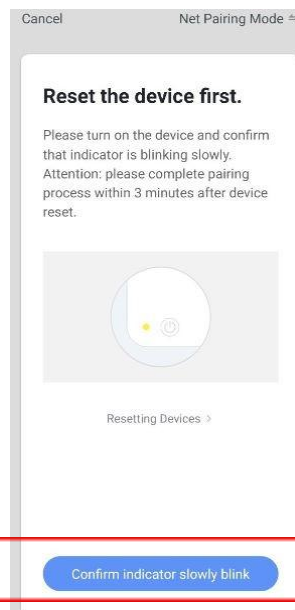 Cancel Net Pairing Mode
Reset the device first.
Please turn on the device and confirm
that indicator is blinking slowly.
Attention: please complete pairing
process within 3 minutes after device
reset.
Resetting Devices >
Confirm indicator slowly blink